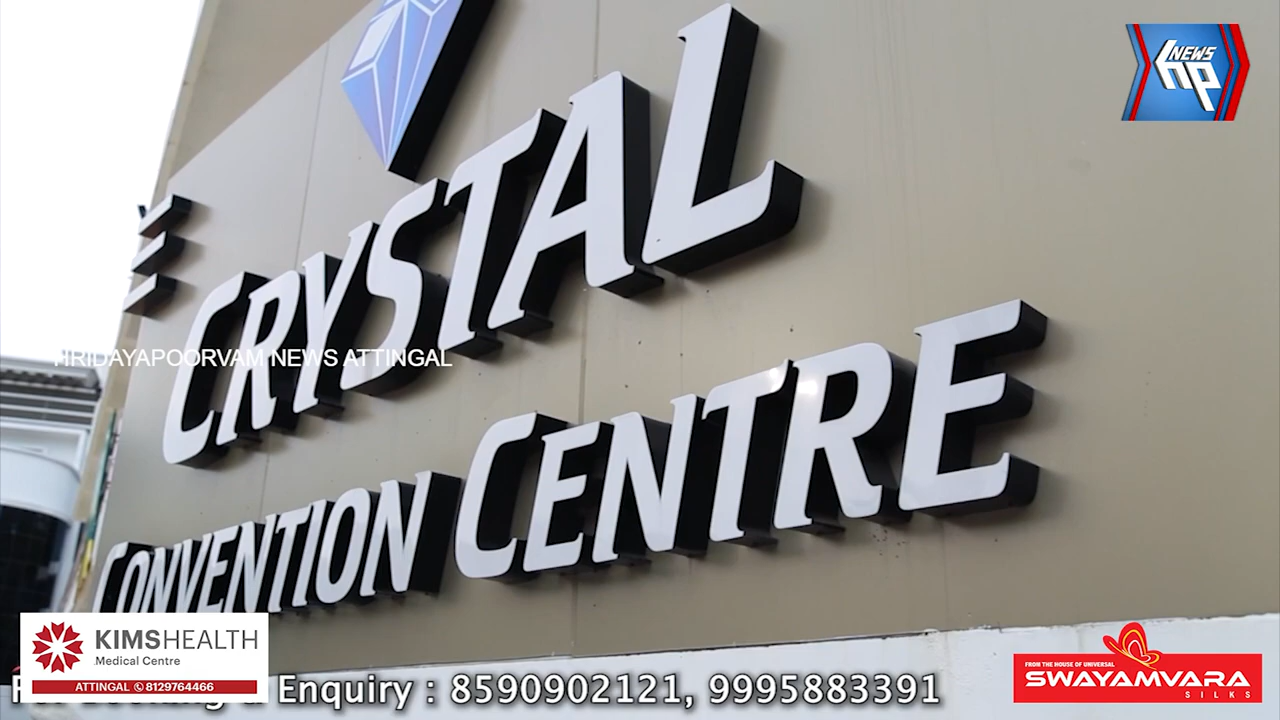 NEWS
hp
CRYSTAL
HRIDAYAPOORVAM NEWS ATTINGAL
CONVENTION CENTRE
KIMSHEALTH
Medical Centre
ATTINGAL 8129764466
Enquiry : 8590902121, 9995883391
FROM THE HOUSE OF UNIVERSAL
SWAYAMVARA
SILKS